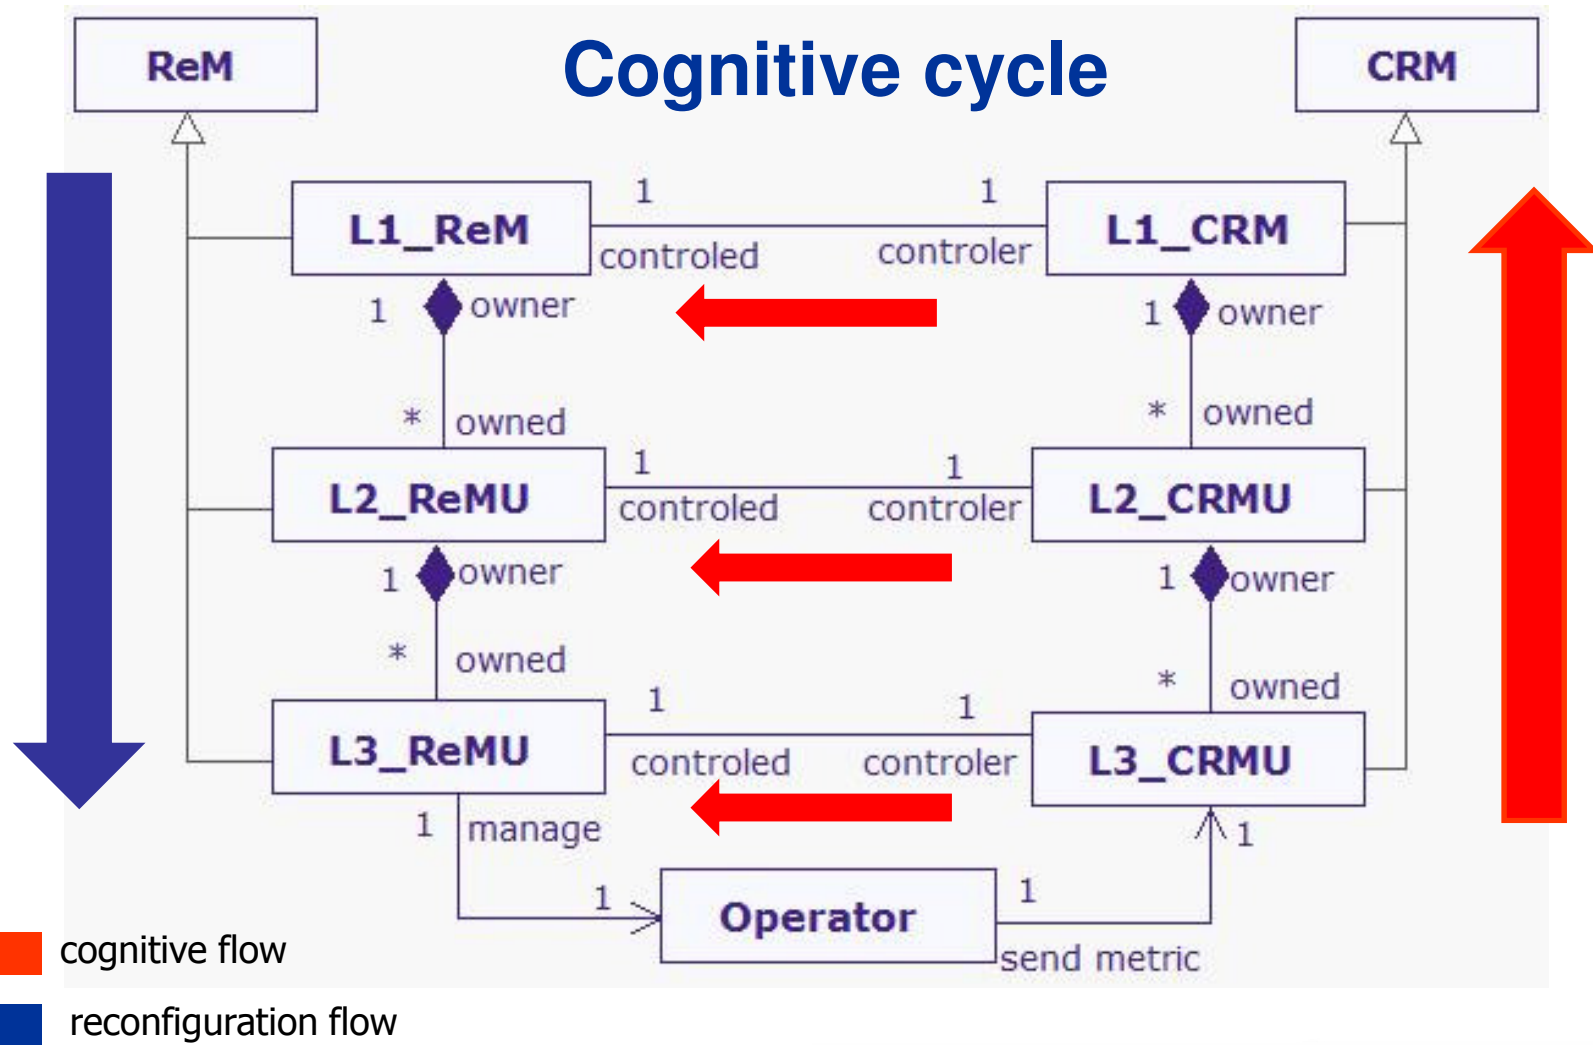 ReM
Cognitive cycle
CRM
L1_ReM
1
1
L1_CRM
controled
controler
1
owner
1
owner
*
owned
*
owned
L2_ReMU
1
1
L2_CRMU
controled
controler
1
owner
1
owner
*
owned
*
owned
L3_ReMU
1
1
L3_CRMU
controled
controler
1
manage
1
1
Operator
1
send metric
cognitive flow
reconfiguration flow